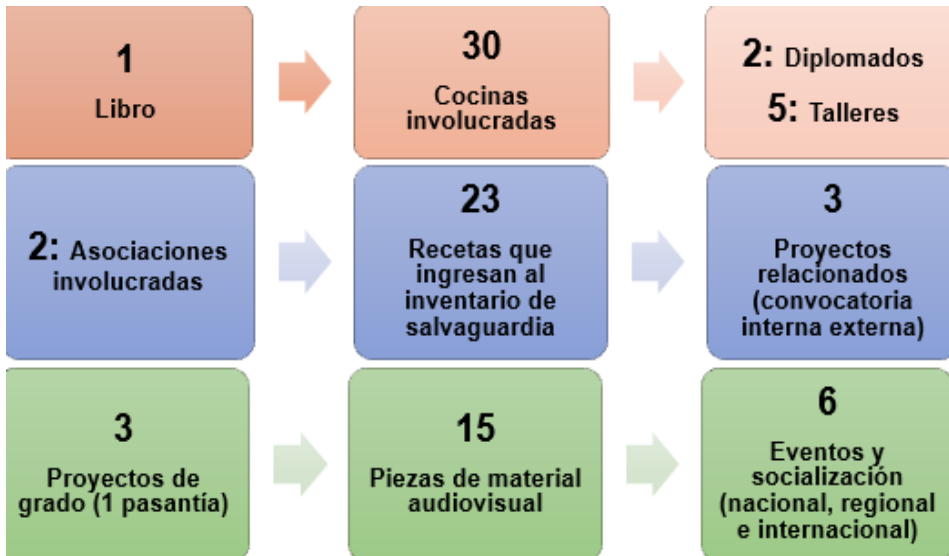 1
Libro
30
Cocinas
involucradas
2: Diplomados
5: Talleres
2: Asociaciones
involucradas
23
Recetas que
ingresan al
inventario de
salvaguardia
3
Proyectos
relacionados
(convocatoria
interna externa)
3
Proyectos de
grado (1 pasantía)
15
Piezas de material
audiovisual
6
Eventos y
socialización
(nacional, regional
e internacional)